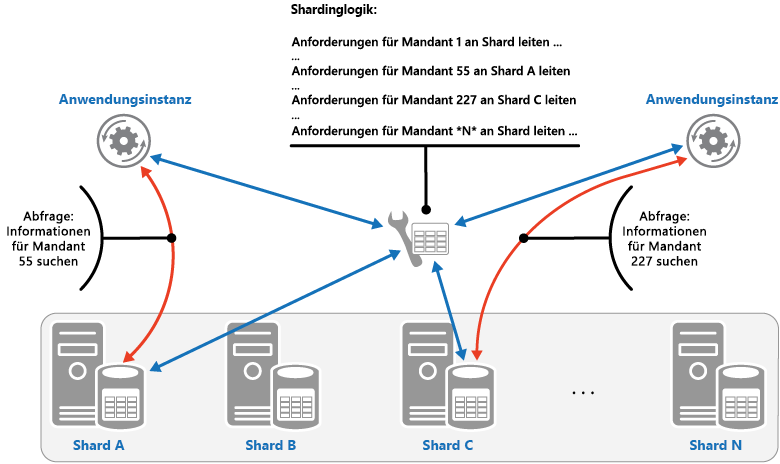 Shardinglogik:
Anforderungen für Mandant 1 an Shard leiten ...
...
Anforderungen für Mandant 55 an Shard A leiten
...
Anforderungen für Mandant 227 an Shard C leiten
...
Anforderungen für Mandant *N* an Shard leiten ...
Anwendungsinstanz
Anwendungsinstanz
Abfrage:
Informationen
für Mandant
55 suchen
Abfrage:
Informationen
für Mandant
227 suchen
...
Shard A
Shard B
Shard C
Shard N